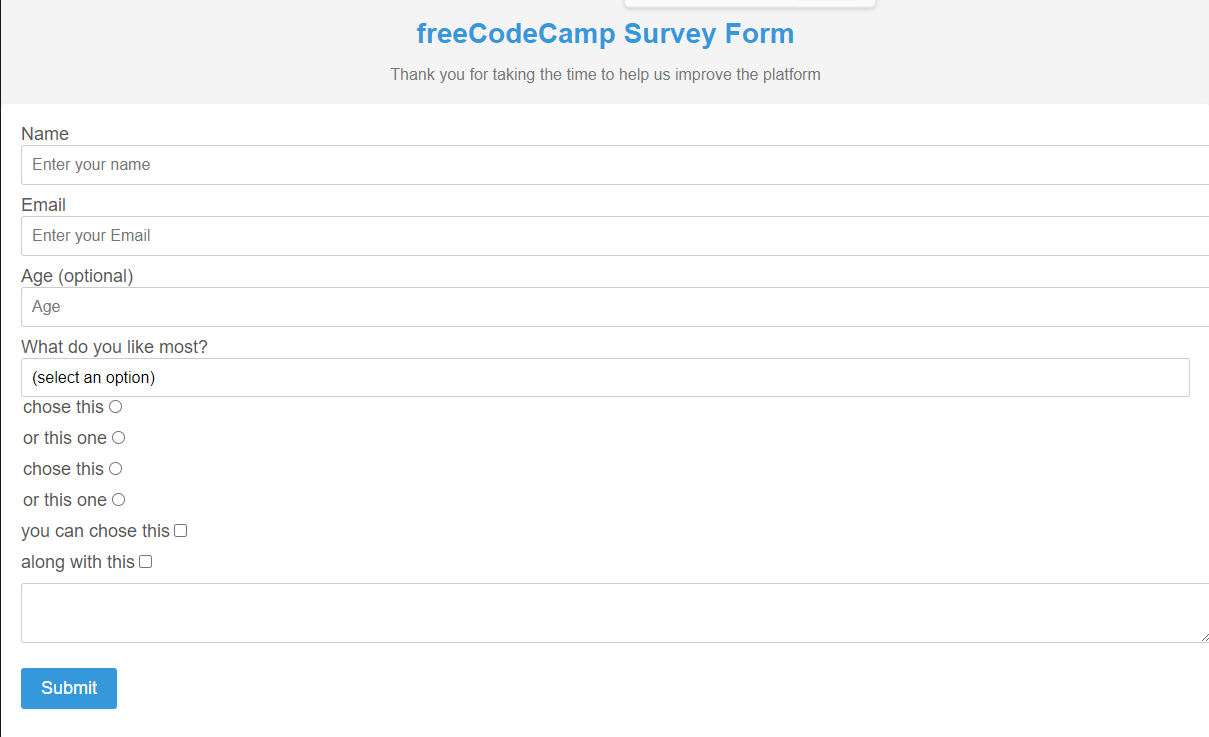 freeCodeCamp Survey Form
Thank you for taking the time to help us improve the platform
Name
Enter your name
Email
Enter your Email
Age (optional)
Age
What do you like most?
(select an option)
chose this
or this one
chose this
or this one
you can chose this
along with this
Submit